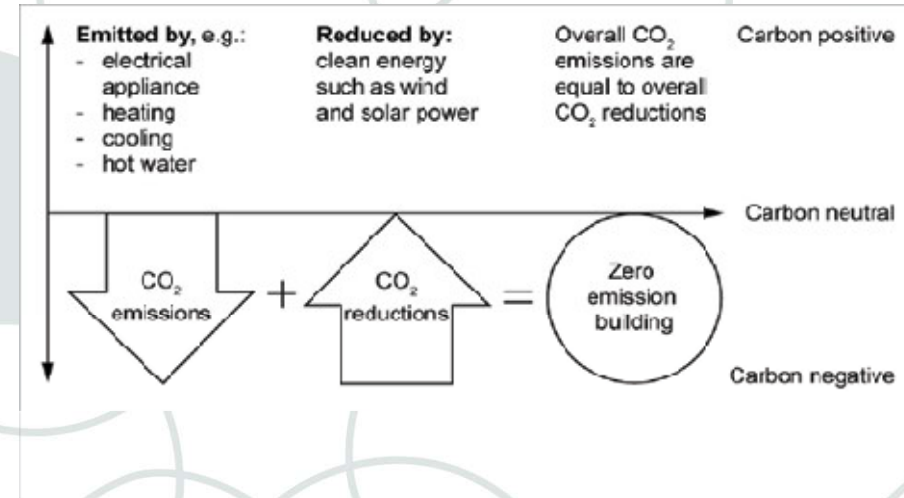 Emitted by, e.g.:
- electrical
appliance
- heating
- cooling
- hot water
Reduced by:
clean energy
such as wind
and solar power
Overall CO₂
emissions are
equal to overall
CO₂ reductions
Carbon positive
Carbon neutral
CO₂
emissions
+
CO₂
reductions
=
Zero
emission
building
Carbon negative